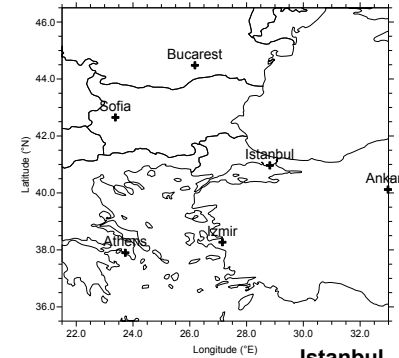 46.0
Bucarest
44.0
Sofia
42.0
Istanbul
Ankar
40.0
Izmir
Athens
38.0
36.0
22.0 24.0 26.0 28.0 30.0 32.0
Latitude (°N)
Longitude (°E)
Istanbul